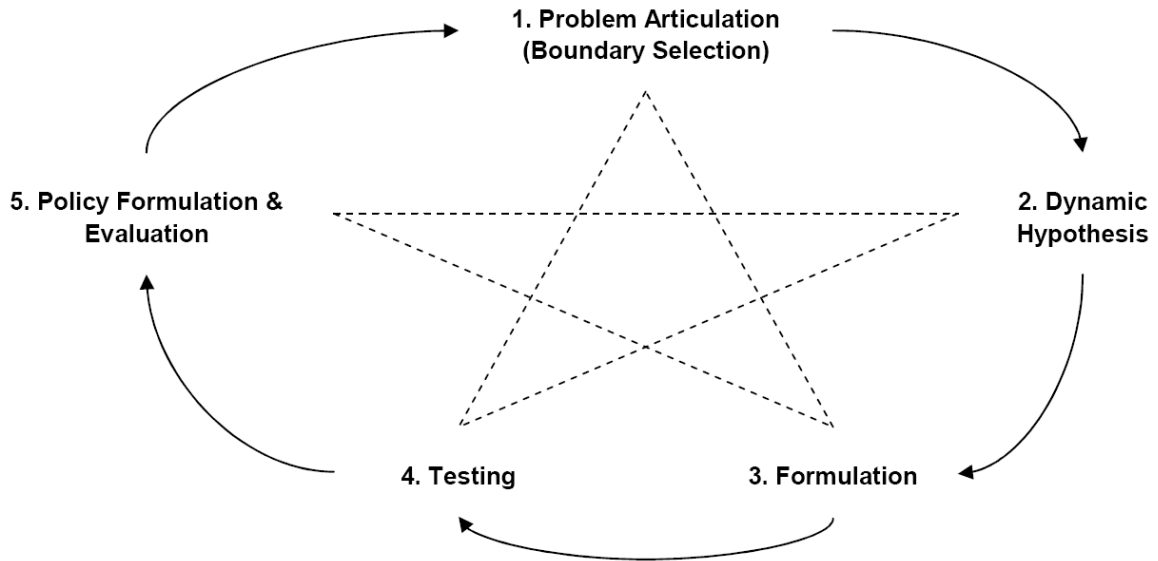 1. Problem Articulation
(Boundary Selection)
2. Dynamic
Hypothesis
3. Formulation
4. Testing
5. Policy Formulation &
Evaluation